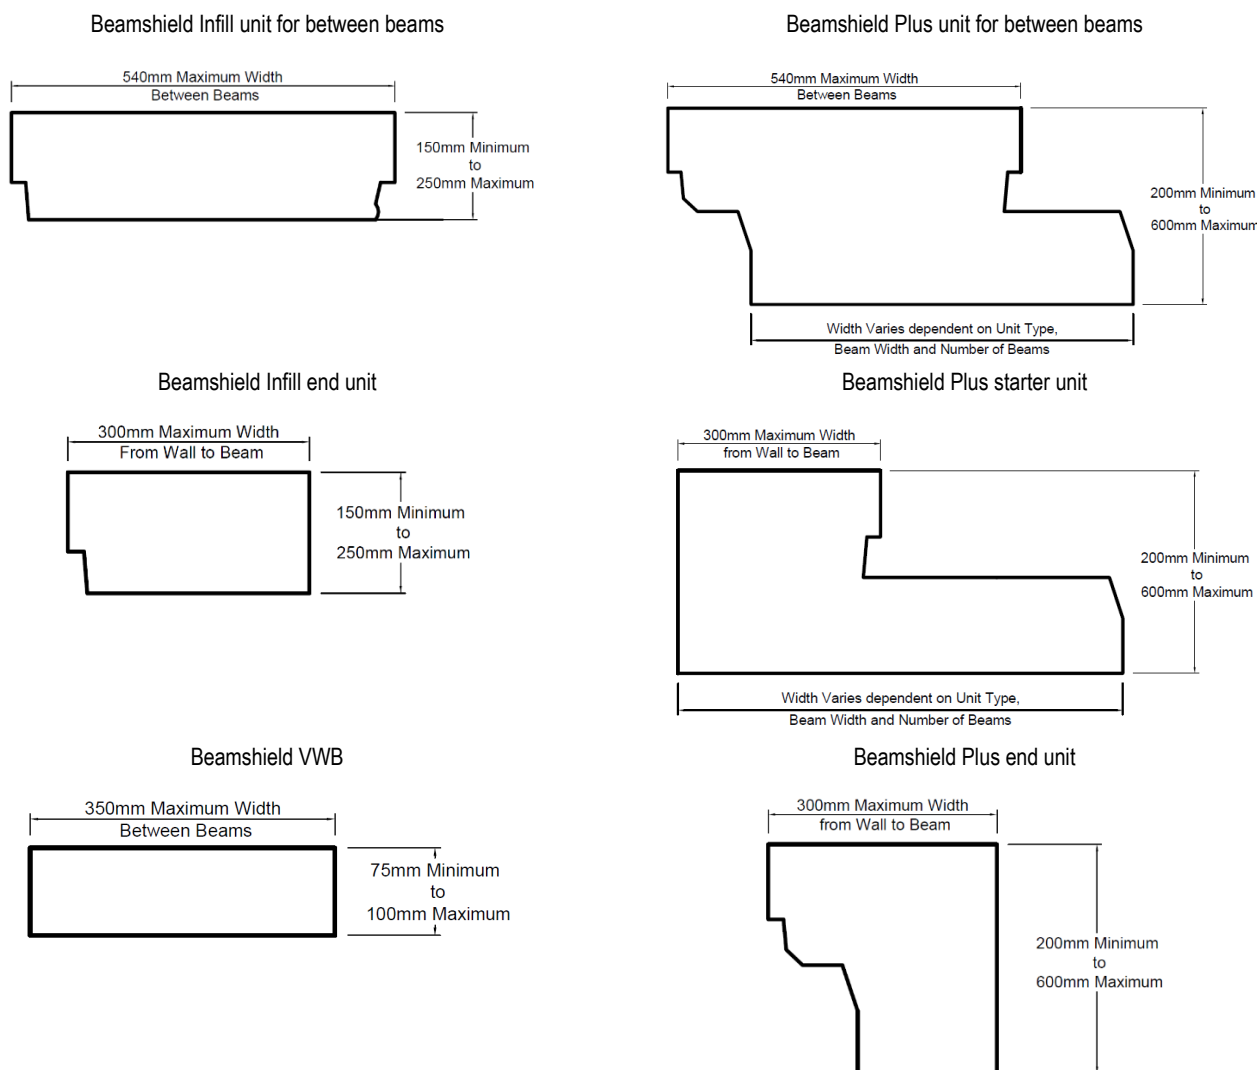 Beamshield Infill unit for between beams
540mm Maximum Width
Between Beams
150mm Minimum
to
250mm Maximum
Beamshield Plus unit for between beams
540mm Maximum Width
Between Beams
200mm Minimum
to
600mm Maximum
Width Varies dependent on Unit Type,
Beam Width and Number of Beams
Beamshield Infill end unit
300mm Maximum Width
From Wall to Beam
150mm Minimum
to
250mm Maximum
Beamshield Plus starter unit
300mm Maximum Width
from Wall to Beam
200mm Minimum
to
600mm Maximum
Width Varies dependent on Unit Type,
Beam Width and Number of Beams
Beamshield VWB
350mm Maximum Width
Between Beams
75mm Minimum
to
100mm Maximum
Beamshield Plus end unit
300mm Maximum Width
from Wall to Beam
200mm Minimum
to
600mm Maximum